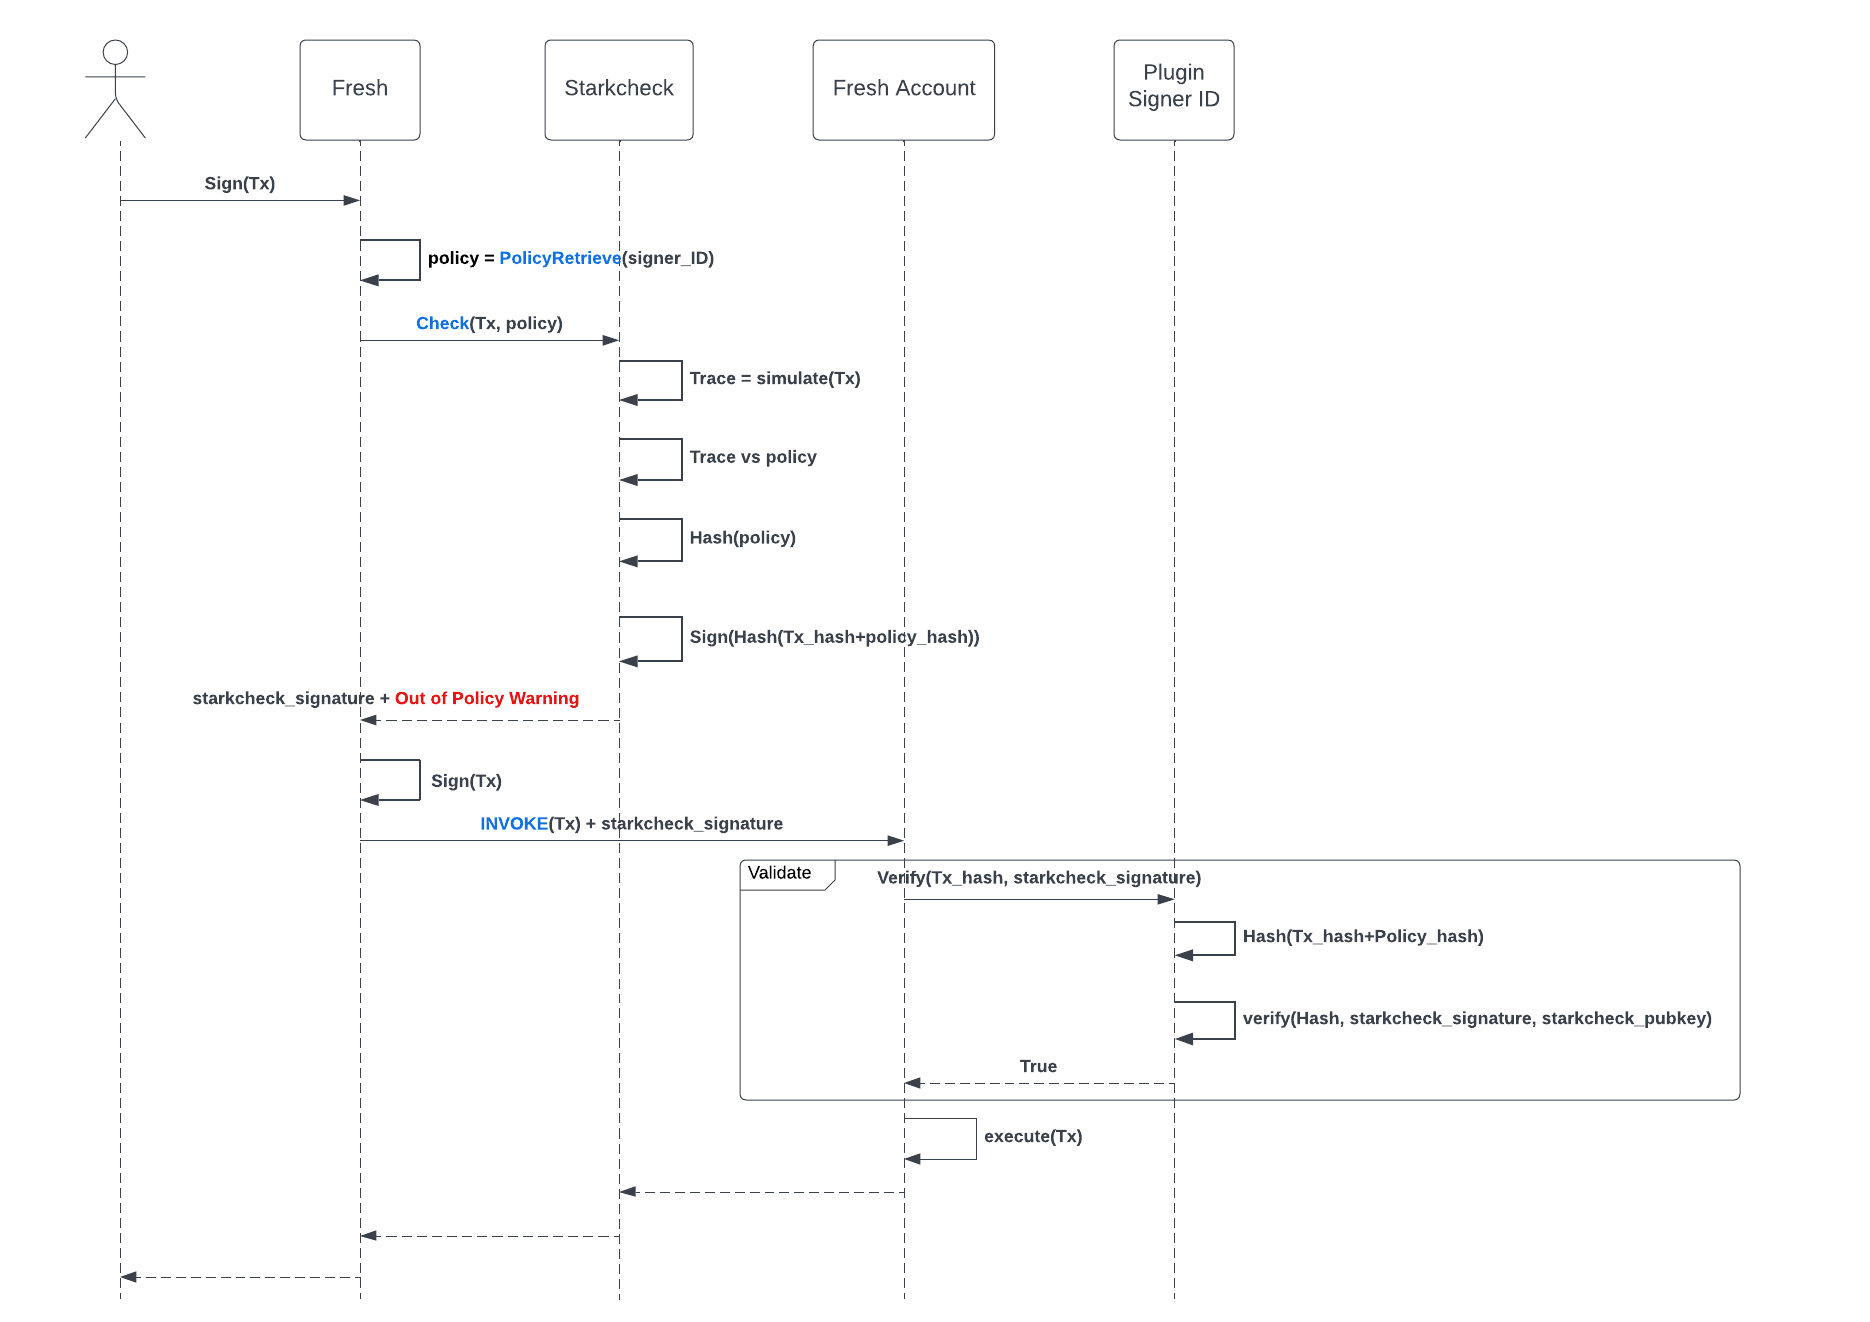 Fresh
Starkcheck
Fresh Account
Plugin
Signer ID
Sign(Tx)
policy = PolicyRetrieve(signer_ID)
Check(Tx, policy)
Trace = simulate(Tx)
Trace vs policy
Hash(policy)
Sign(Hash(Tx_hash+policy_hash))
starkcheck_signature + Out of Policy Warning
Sign(Tx)
INVOKE(Tx) + starkcheck_signature
Validate
Verify(Tx_hash, starkcheck_signature)
Hash(Tx_hash+Policy_hash)
verify(Hash, starkcheck_signature, starkcheck_pubkey)
True
execute(Tx)